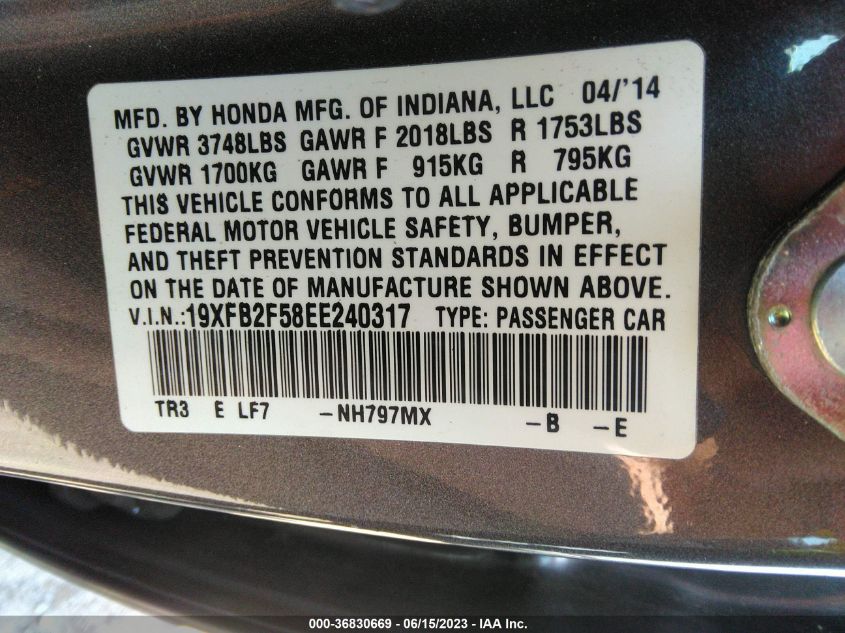 MFD. BY HONDA MFG. OF INDIANA, LLC 04/'14
GVWR 3748LBS GAWR F 2018LBS R 1753LBS
GVWR 1700KG GAWR F 915KG R 795KG
THIS VEHICLE CONFORMS TO ALL APPLICABLE
FEDERAL MOTOR VEHICLE SAFETY, BUMPER,
AND THEFT PREVENTION STANDARDS IN EFFECT
ON THE DATE OF MANUFACTURE SHOWN ABOVE.
V.I.N.:19XFB2F58EE240317 TYPE: PASSENGER CAR
TR3 E LF7 -NH797MX -B -E
000-36830669 - 06/15/2023 - IAA Inc.